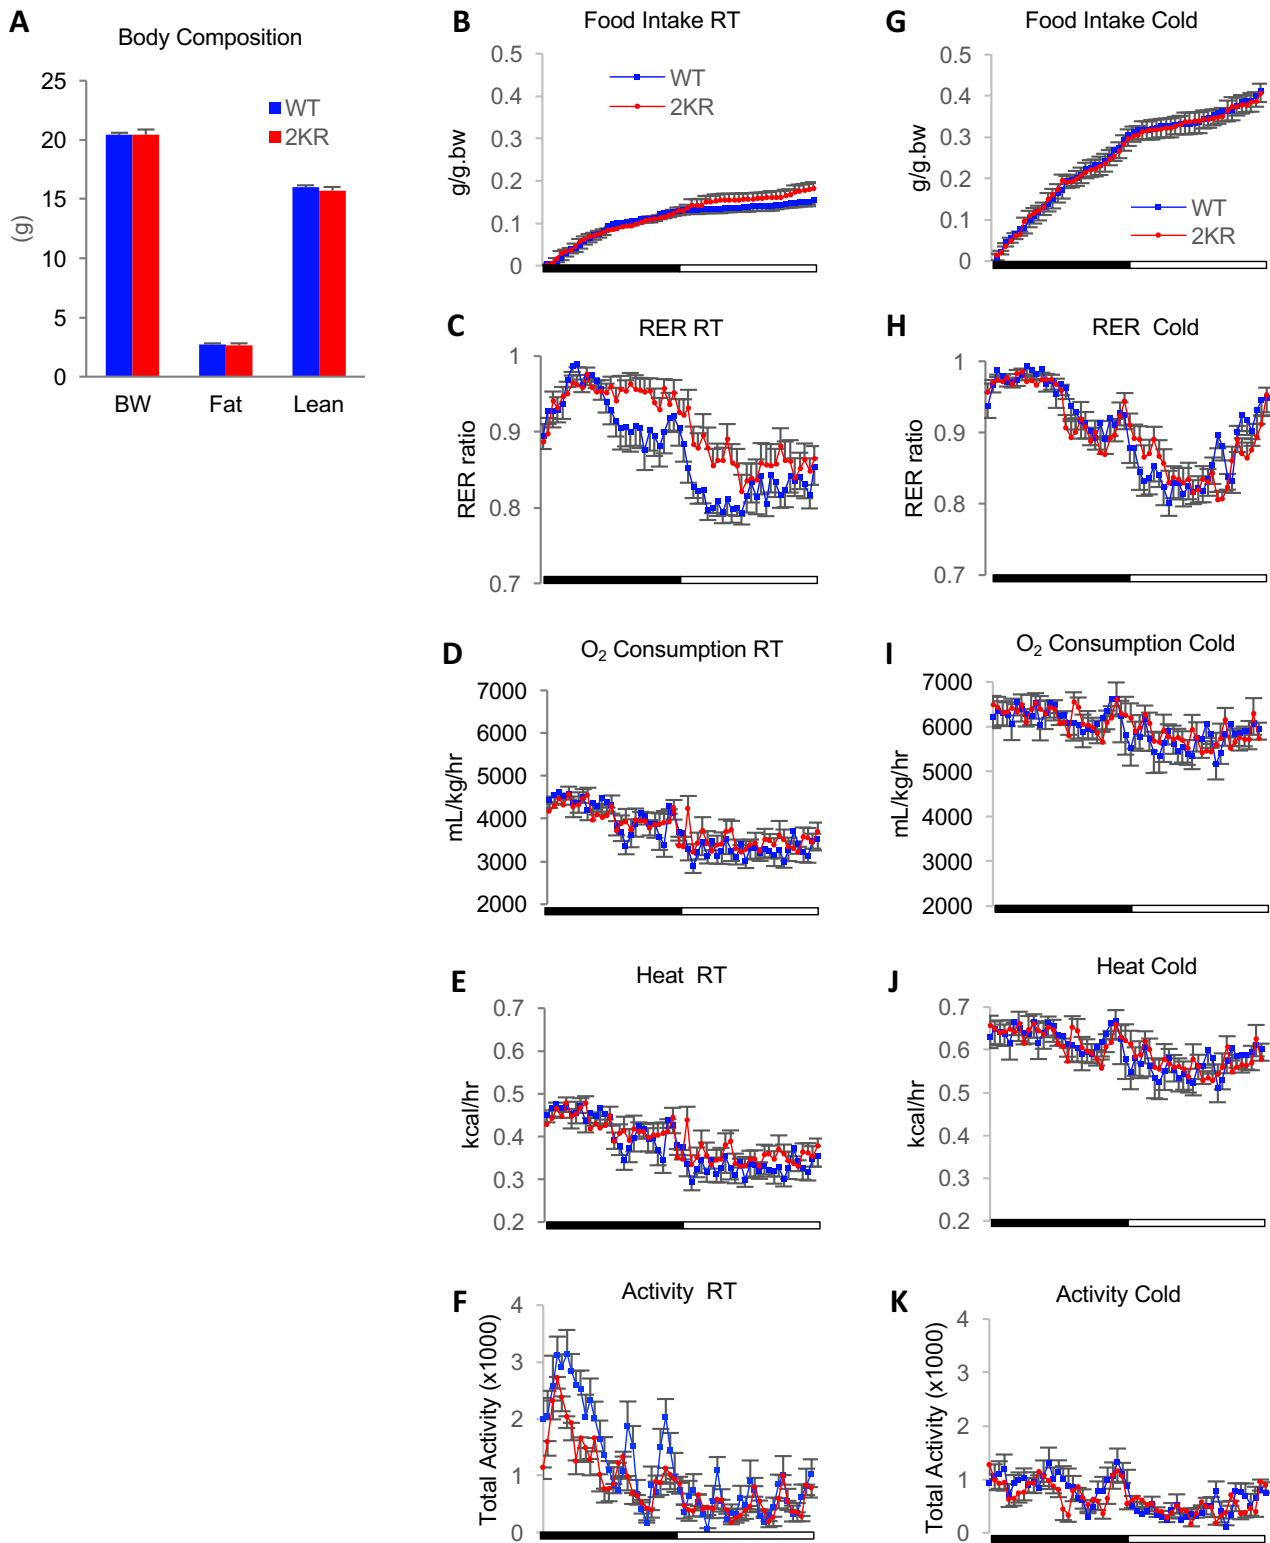 A
Body Composition
25
20
15
10
5
0
(g)
WT
2KR
BW Fat Lean
B
Food Intake RT
0.5
0.4
0.3
0.2
0.1
0
g/g.bw
WT
2KR
G
Food Intake Cold
0.5
0.4
0.3
0.2
0.1
0
g/g.bw
WT
2KR
C
RER RT
1
0.9
0.8
0.7
RER ratio
H
RER Cold
1
0.9
0.8
0.7
RER ratio
D
O₂ Consumption RT
7000
6000
5000
4000
3000
2000
mL/kg/hr
I
O₂ Consumption Cold
7000
6000
5000
4000
3000
2000
mL/kg/hr
E
Heat RT
0.7
0.6
0.5
0.4
0.3
0.2
kcal/hr
J
Heat Cold
0.7
0.6
0.5
0.4
0.3
0.2
kcal/hr
F
Activity RT
4
3
2
1
0
Total Activity (x1000)
K
Activity Cold
4
3
2
1
0
Total Activity (x1000)